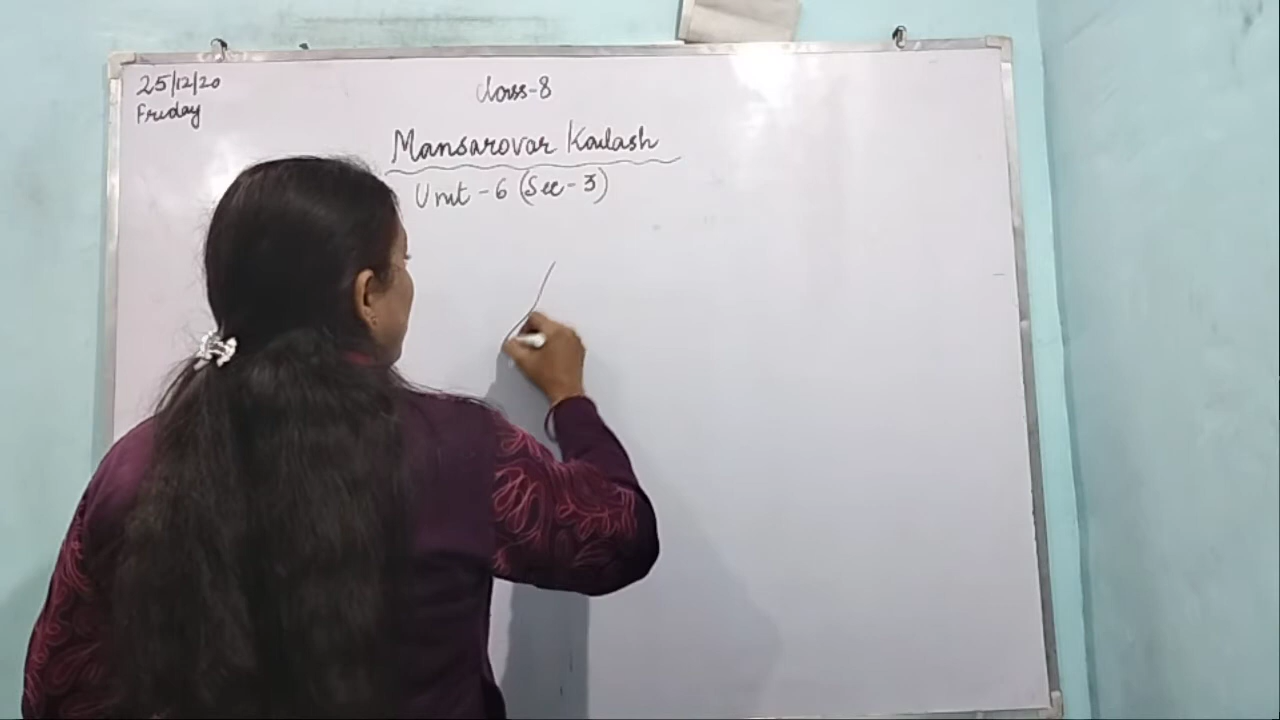 25/12/20
Friday
Class-8
Mansarovar Kailash
Unit - 6 (Sec - 3)